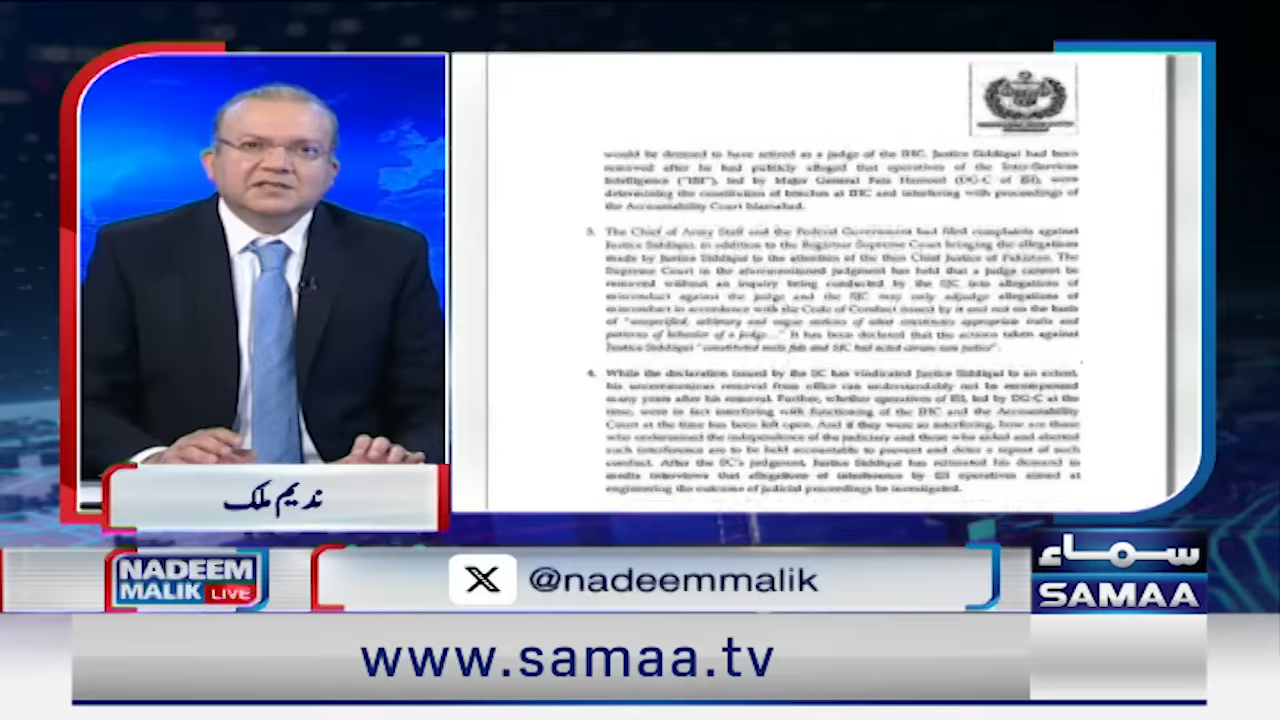 would be deemed to have retired as a judge of the IHC. Justice Siddiqui had been
removed after he had publicly alleged that operatives of the Inter-Services
Intelligence ("ISI"), led by Major General Faiz Hameed (DG-C of ISI), were
determining the constitution of benches at IHC and interfering with proceedings of
the Accountability Court Islamabad.
3. The Chief of Army Staff and the Federal Government had filed complaints against
Justice Siddiqui, in addition to the Registrar Supreme Court bringing the allegations
made by Justice Siddiqui to the attention of the then Chief Justice of Pakistan. The
Supreme Court in the aforementioned judgment has held that a judge cannot be
removed without an inquiry being conducted by the SJC into allegations of
misconduct against the judge and the SJC may only adjudge allegations of
misconduct in accordance with the Code of Conduct issued by it and not on the basis
of "unspecified, arbitrary and vague notions of what constitutes appropriate traits and
patterns of behavior of a judge..." It has been declared that the actions taken against
Justice Siddiqui "constituted mala fide and SJC had acted coram non judice".
4. While the declaration issued by the SC has vindicated Justice Siddiqui to an extent,
his unceremonious removal from office can understandably not be recompensed
many years after his removal. Further, whether operatives of ISI, led by DG-C at the
time, were in fact interfering with functioning of the IHC and the Accountability
Court at the time has been left open. And if they were so interfering, how are those
who undermined the independence of the judiciary and those who aided and abetted
such interference are to be held accountable to prevent and deter a repeat of such
conduct. After the SC's judgment, Justice Siddiqui has reiterated his demand in
media interviews that allegations of interference by ISI operatives aimed at
engineering the outcome of judicial proceedings be investigated.
ندیم ملک
NADEEM
MALIK LIVE
@nadeemmalik
سماء
SAMAA
www.samaa.tv